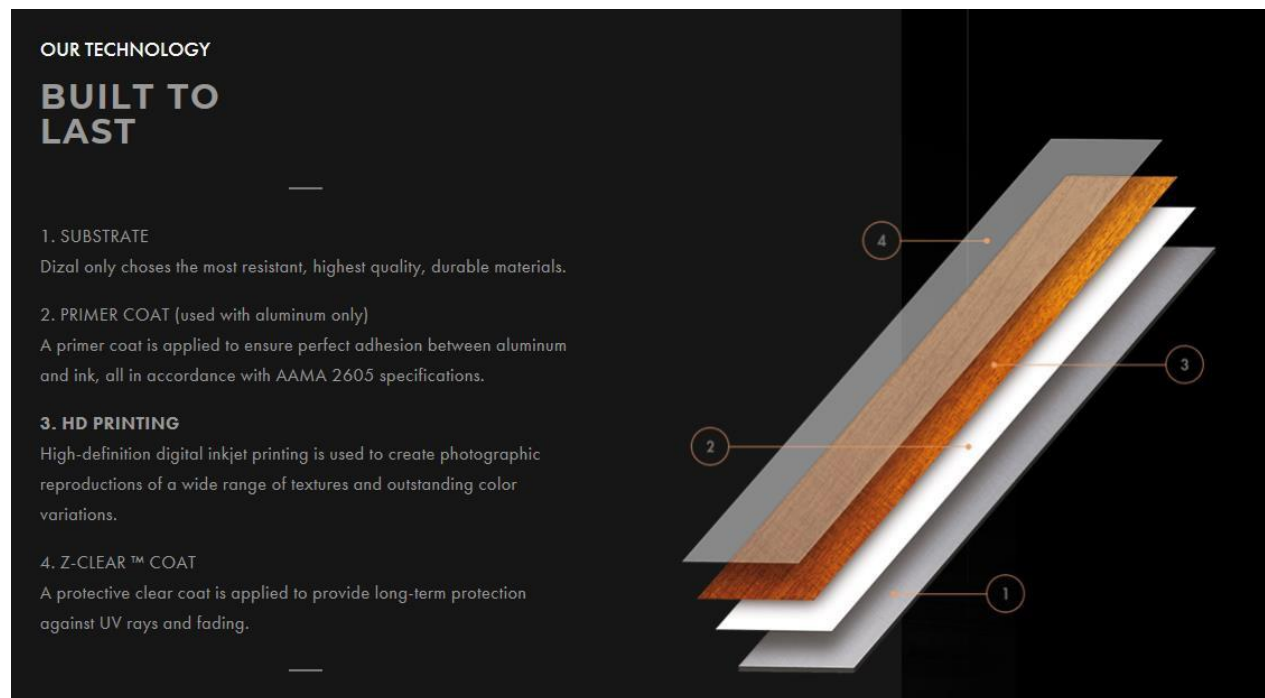 OUR TECHNOLOGY
BUILT TO
LAST
1. SUBSTRATE
Dizal only choses the most resistant, highest quality, durable materials.
2. PRIMER COAT (used with aluminum only)
A primer coat is applied to ensure perfect adhesion between aluminum
and ink, all in accordance with AAMA 2605 specifications.
3. HD PRINTING
High-definition digital inkjet printing is used to create photographic
reproductions of a wide range of textures and outstanding color
variations.
4. Z-CLEAR ™ COAT
A protective clear coat is applied to provide long-term protection
against UV rays and fading.
4
3
2
1